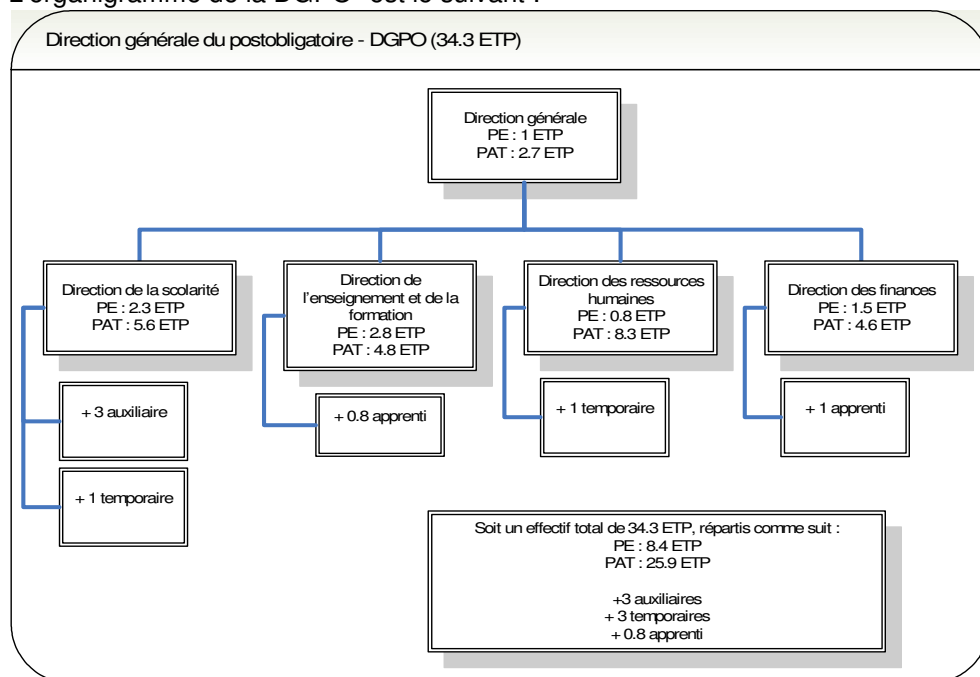 L'organigramme de la DGPO est le suivant :
Direction générale du postobligatoire - DGPO (34.3 ETP)
Direction générale
PE : 1 ETP
PAT : 2.7 ETP
Direction de la scolarité
PE : 2.3 ETP
PAT : 5.6 ETP
Direction de
l'enseignement et de la
formation
PE : 2.8 ETP
PAT : 4.8 ETP
Direction des ressources
humaines
PE : 0.8 ETP
PAT : 8.3 ETP
Direction des finances
PE : 1.5 ETP
PAT : 4.6 ETP
+ 3 auxiliaire
+ 1 temporaire
+ 0.8 apprenti
+ 1 temporaire
+ 1 apprenti
Soit un effectif total de 34.3 ETP, répartis comme suit :
PE : 8.4 ETP
PAT : 25.9 ETP
+3 auxiliaires
+ 3 temporaires
+ 0.8 apprenti